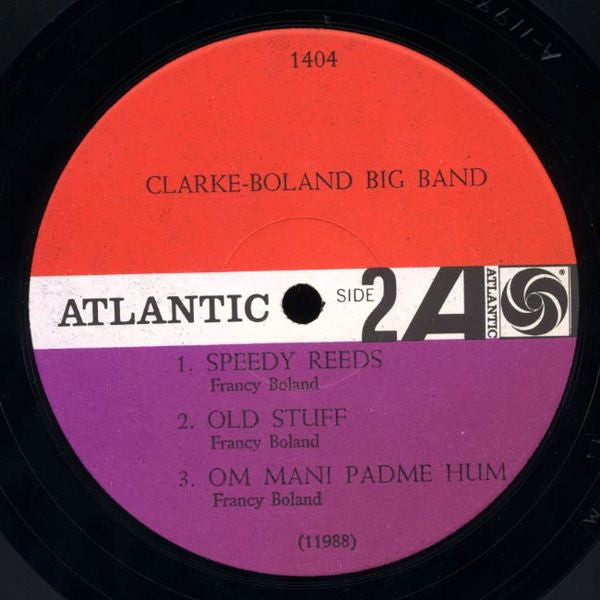 1404
CLARKE-BOLAND BIG BAND
ATLANTIC
SIDE 2
A
ATLANTIC
®
1. SPEEDY REEDS
Francy Boland
2. OLD STUFF
Francy Boland
3. OM MANI PADME HUM
Francy Boland
(11988)